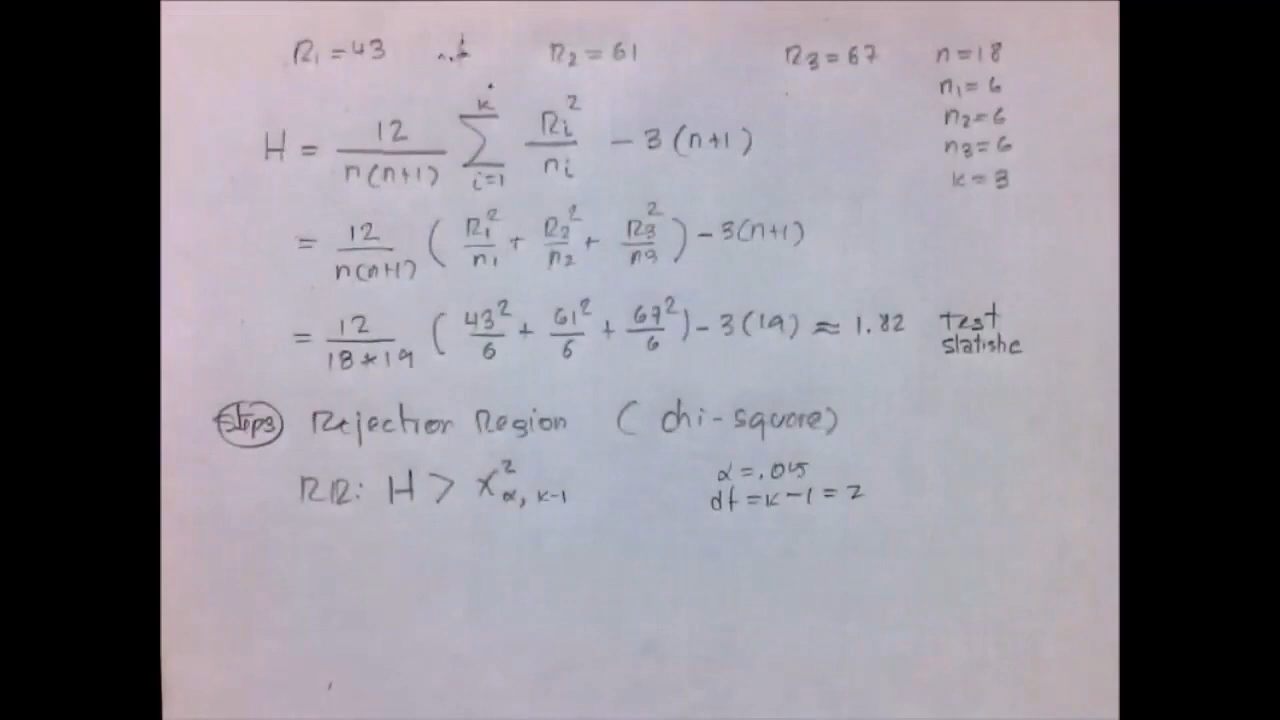 R₁ = 43 R₂ = 61 R₃ = 67 n = 18
n₁ = 6
n₂ = 6
n₃ = 6
k = 3
H = 12/n(n+1) ∑_{i=1}^{k} Ri²/ni − 3(n+1)
= 12/n(n+1) (R₁²/n₁ + R₂²/n₂ + R₃²/n₃) − 3(n+1)
= 12/18*19 (43²/6 + 61²/6 + 67²/6) − 3(19) ≈ 1.82 Test
statistic
Step3 Rejection Region (chi-square)
RR: H > χ²_{α, k-1}
α = .05
df = k − 1 = 2